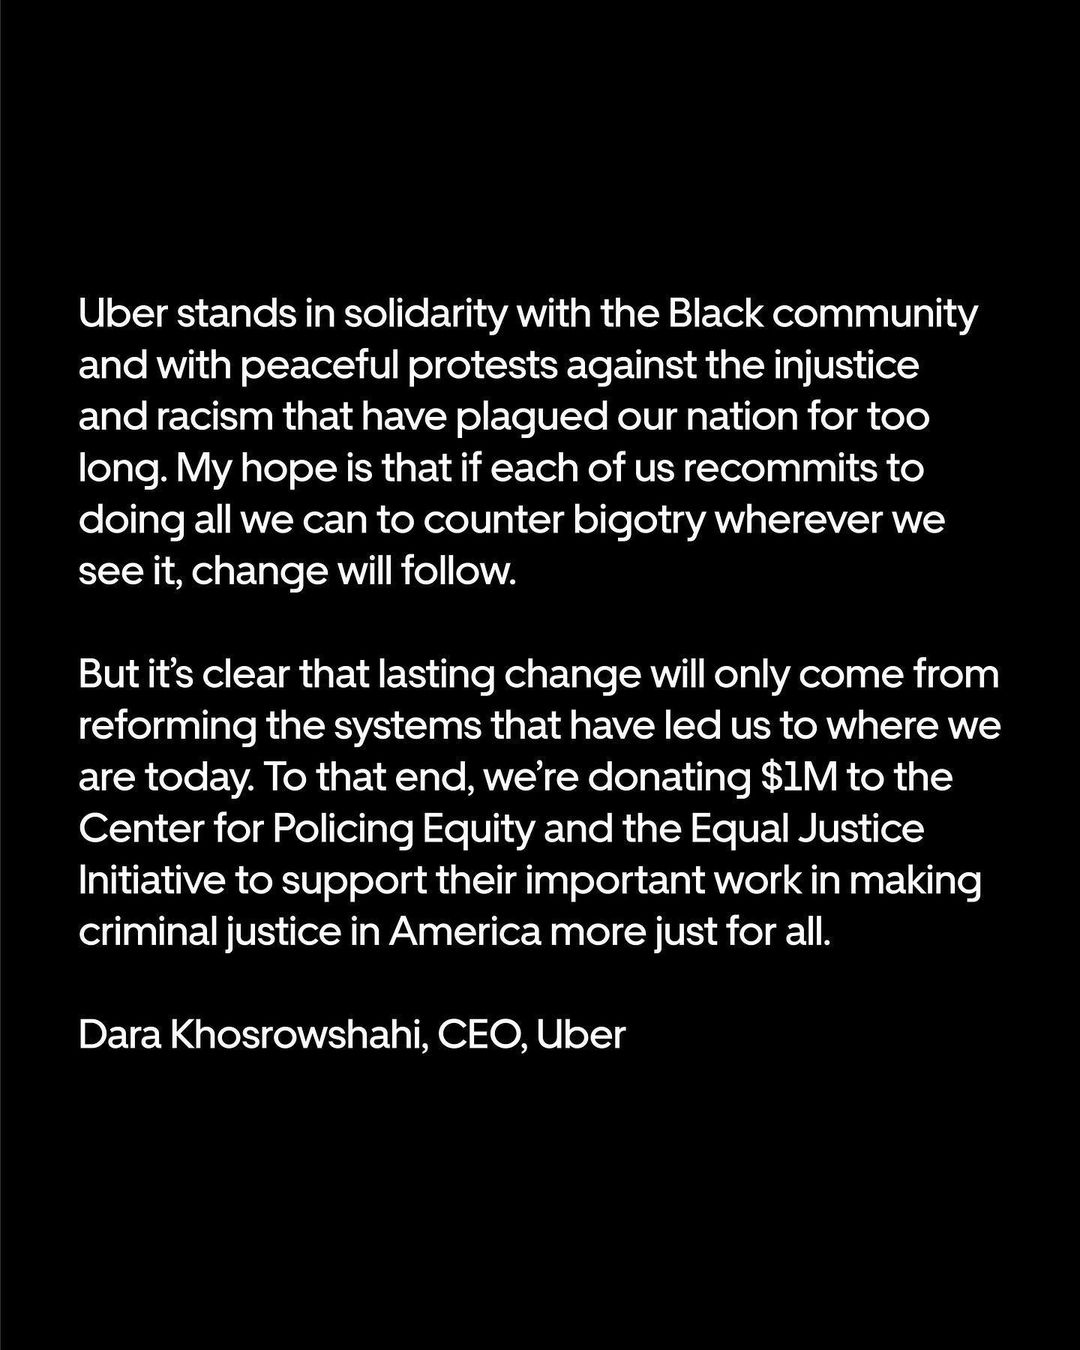 Uber stands in solidarity with the Black community
and with peaceful protests against the injustice
and racism that have plagued our nation for too
long. My hope is that if each of us recommits to
doing all we can to counter bigotry wherever we
see it, change will follow.
But it’s clear that lasting change will only come from
reforming the systems that have led us to where we
are today. To that end, we’re donating $1M to the
Center for Policing Equity and the Equal Justice
Initiative to support their important work in making
criminal justice in America more just for all.
Dara Khosrowshahi, CEO, Uber